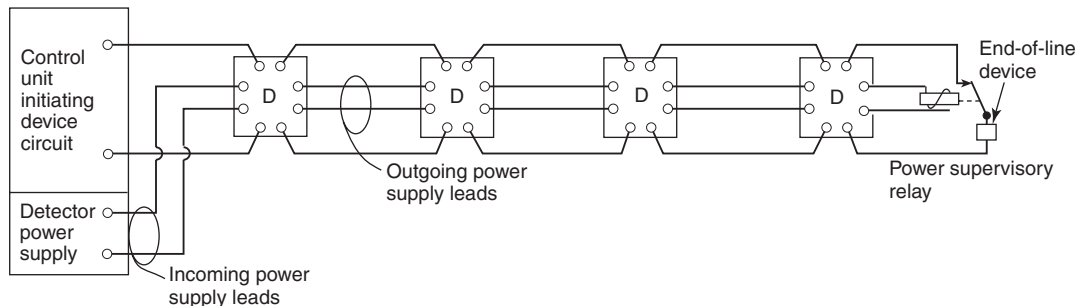 Control
unit
initiating
device
circuit
Detector
power
supply
Incoming power
supply leads
D
Outgoing power
supply leads
D
D
D
End-of-line
device
Power supervisory
relay